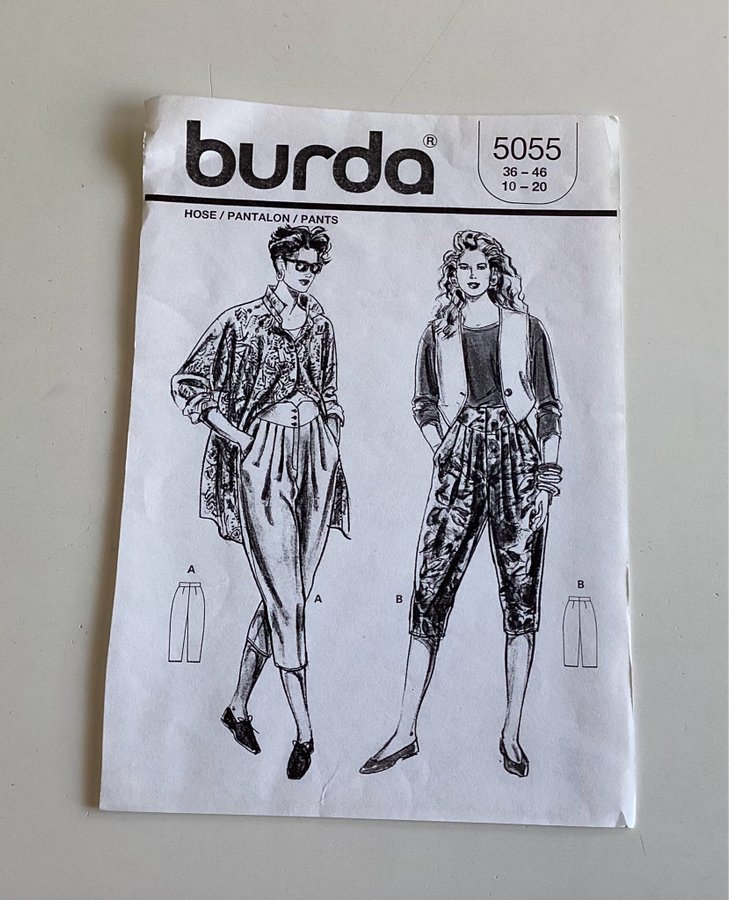 burda®
5055
36 – 46
10 – 20
HOSE / PANTALON / PANTS
A
A
B
B